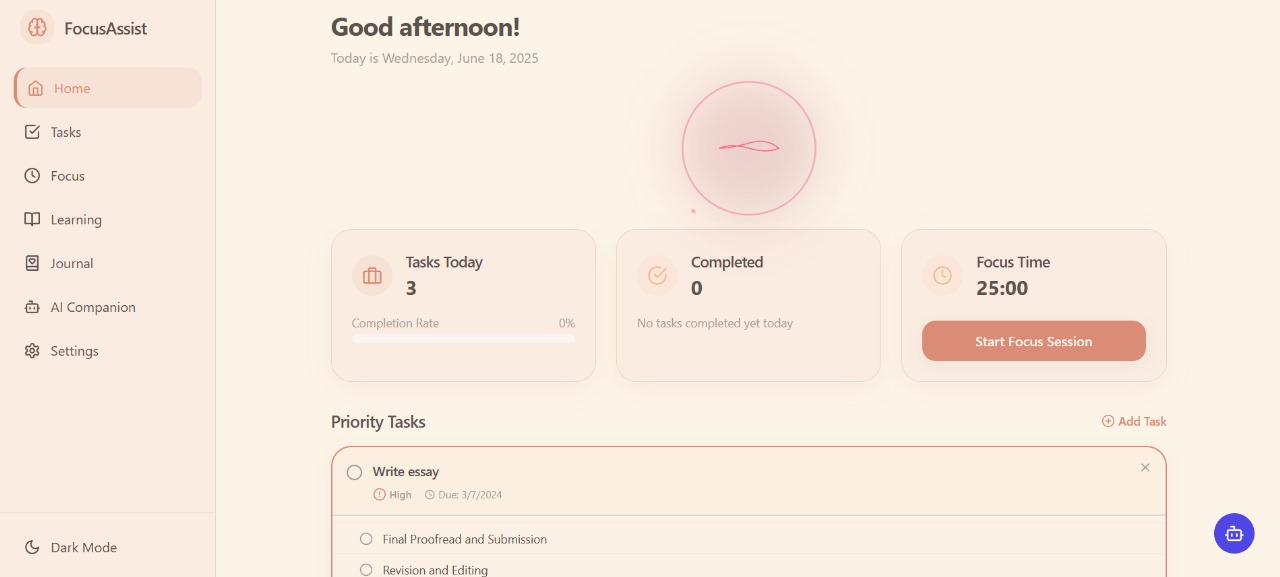 FocusAssist
Home
Tasks
Focus
Learning
Journal
AI Companion
Settings
Dark Mode
Good afternoon!
Today is Wednesday, June 18, 2025
Tasks Today
3
Completion Rate 0%
Completed
0
No tasks completed yet today
Focus Time
25:00
Start Focus Session
Priority Tasks
Add Task
Write essay
High Due: 3/7/2024
Final Proofread and Submission
Revision and Editing